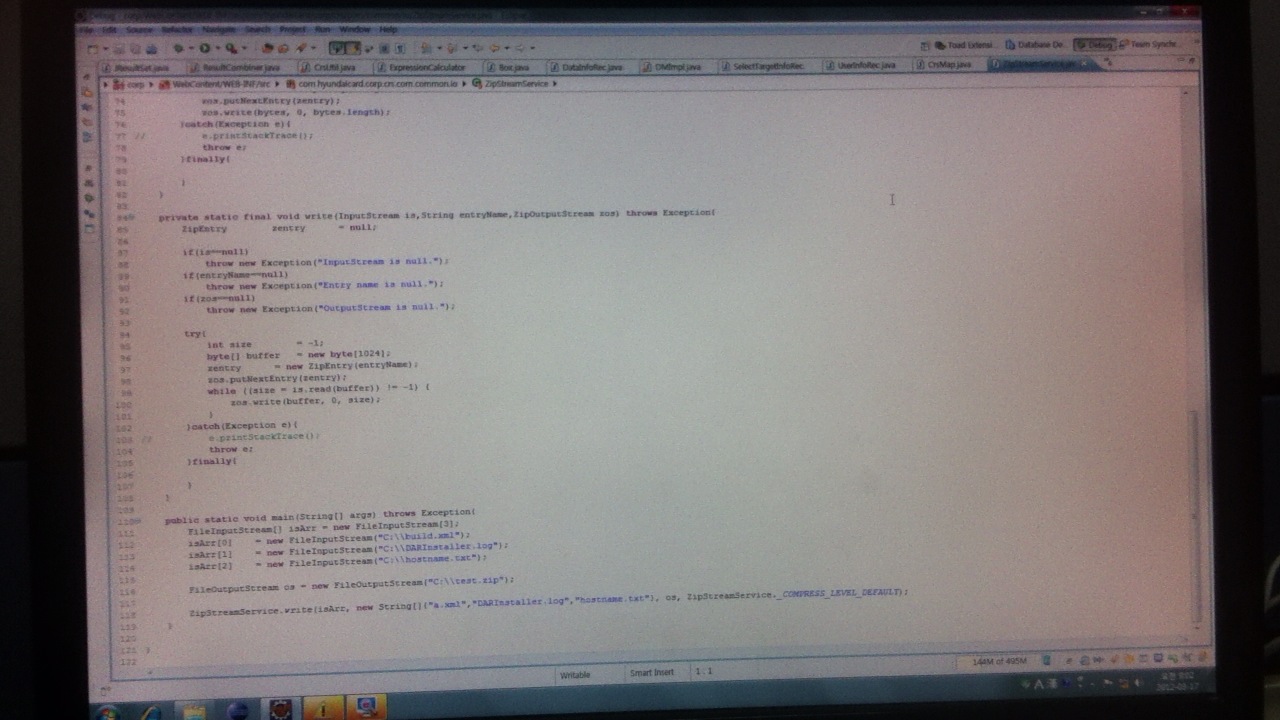 File Edit Source Refactor Navigate Search Project Run Window Help
Toad Extensi... Database De... Debug Team Synchr...
ResultSet.java ResultCombiner.java CrsUtil.java ExpressionCalculator Box.java DataInfoRec.java DMImpl.java SelectTargetInfoRec. UserInfoRec.java CrsMap.java ZipStreamService.ja
corp WebContent/WEB-INF/src com.hyundaicard.corp.crs.com.common.io ZipStreamService
74 zos.putNextEntry(zentry);
75 zos.write(bytes, 0, bytes.length);
76 }catch(Exception e){
77 // e.printStackTrace();
78 throw e;
79 }finally{
80
81 }
82 }
83
84 private static final void write(InputStream is,String entryName,ZipOutputStream zos) throws Exception{
85 ZipEntry zentry = null;
86
87 if(is==null)
88 throw new Exception("InputStream is null.");
89 if(entryName==null)
90 throw new Exception("Entry name is null.");
91 if(zos==null)
92 throw new Exception("OutputStream is null.");
93
94 try{
95 int size = -1;
96 byte[] buffer = new byte[1024];
97 zentry = new ZipEntry(entryName);
98 zos.putNextEntry(zentry);
99 while ((size = is.read(buffer)) != -1) {
100 zos.write(buffer, 0, size);
101 }
102 }catch(Exception e){
103 // e.printStackTrace();
104 throw e;
105 }finally{
106
107 }
108 }
109
110 public static void main(String[] args) throws Exception{
111 FileInputStream[] isArr = new FileInputStream[3];
112 isArr[0] = new FileInputStream("C:\\build.xml");
113 isArr[1] = new FileInputStream("C:\\DARInstaller.log");
114 isArr[2] = new FileInputStream("C:\\hostname.txt");
115
116 FileOutputStream os = new FileOutputStream("C:\\test.zip");
117
118 ZipStreamService.write(isArr, new String[]{"a.xml","DARInstaller.log","hostname.txt"}, os, ZipStreamService._COMPRESS_LEVEL_DEFAULT);
119 }
120
121 }
122
Writable Smart Insert 1 : 1 144M of 495M
A 漢